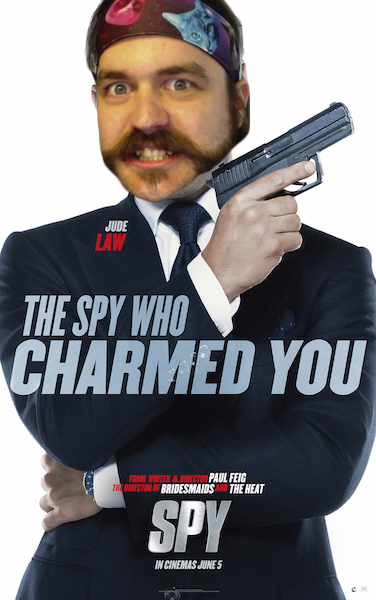 JUDE
LAW
THE SPY WHO
CHARMED YOU
FROM WRITER & DIRECTOR PAUL FEIG
THE DIRECTOR OF BRIDESMAIDS AND THE HEAT
SPY
IN CINEMAS JUNE 5